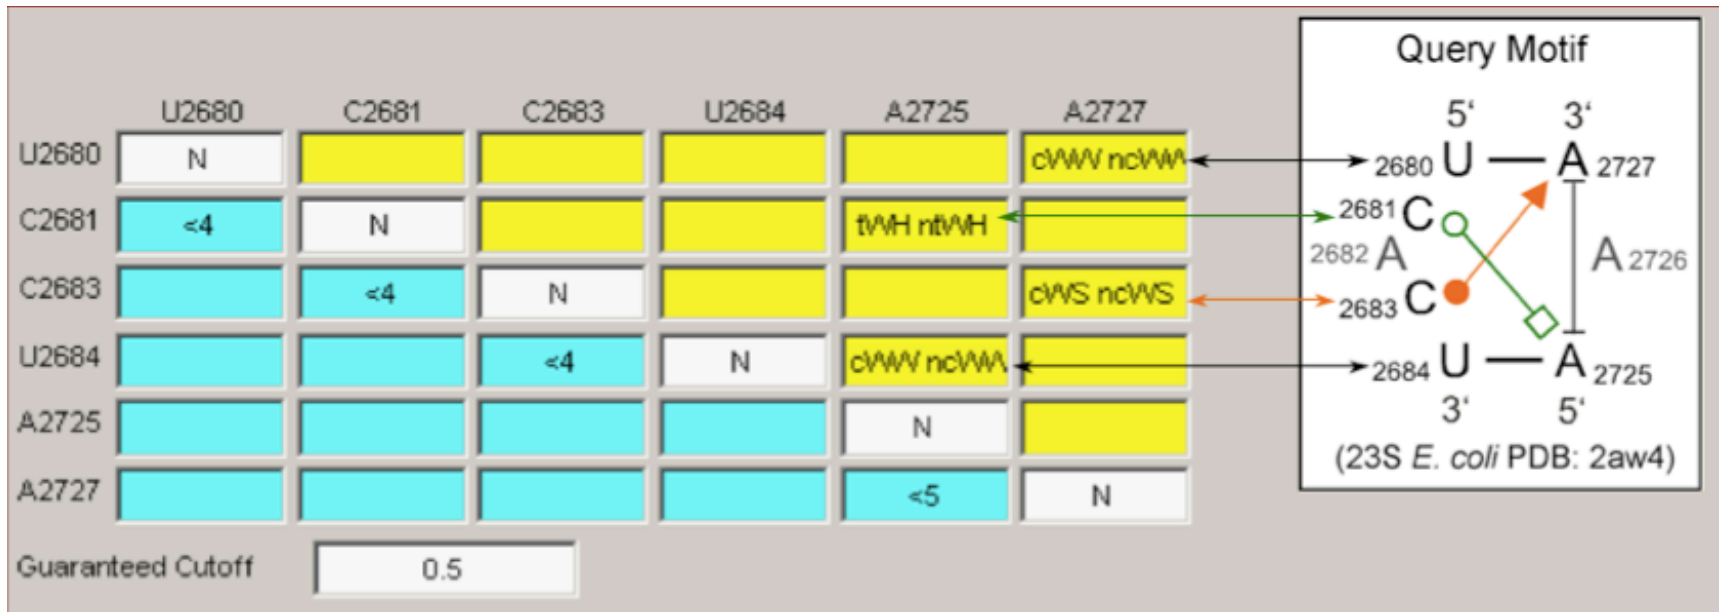 Query Motif
U2680 C2681 C2683 U2684 A2725 A2727
5' 3'
U2680 N cWW ncWW
2680 U A 2727
C2681 <4 N tWH ntWH
2681 C
2682 A A 2726
C2683 <4 N cWS ncWS
2683 C
U2684 <4 N cWW ncWW
2684 U A 2725
3' 5'
A2725 N
(23S E. coli PDB: 2aw4)
A2727 <5 N
Guaranteed Cutoff 0.5